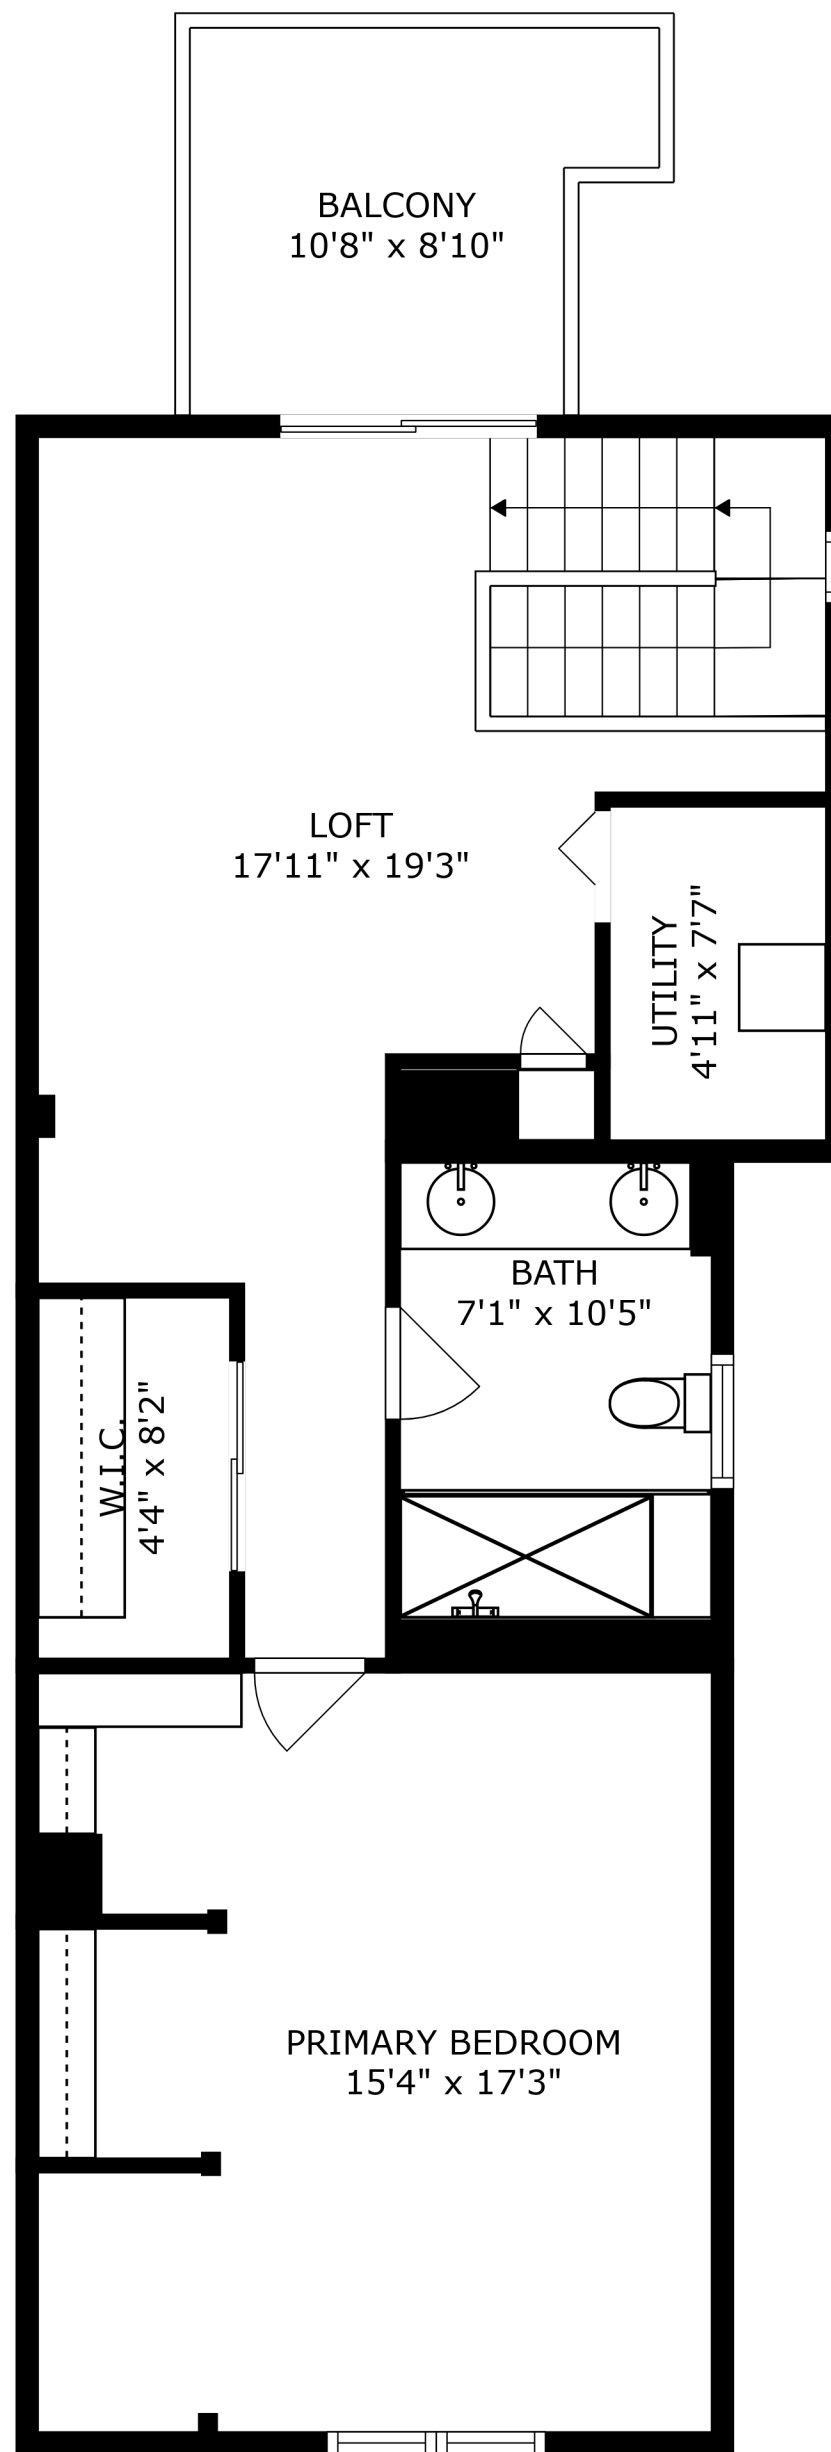 BALCONY
10'8" x 8'10"
LOFT
17'11" x 19'3"
UTILITY
4'11" x 7'7"
BATH
7'1" x 10'5"
W.I.C.
4'4" x 8'2"
PRIMARY BEDROOM
15'4" x 17'3"